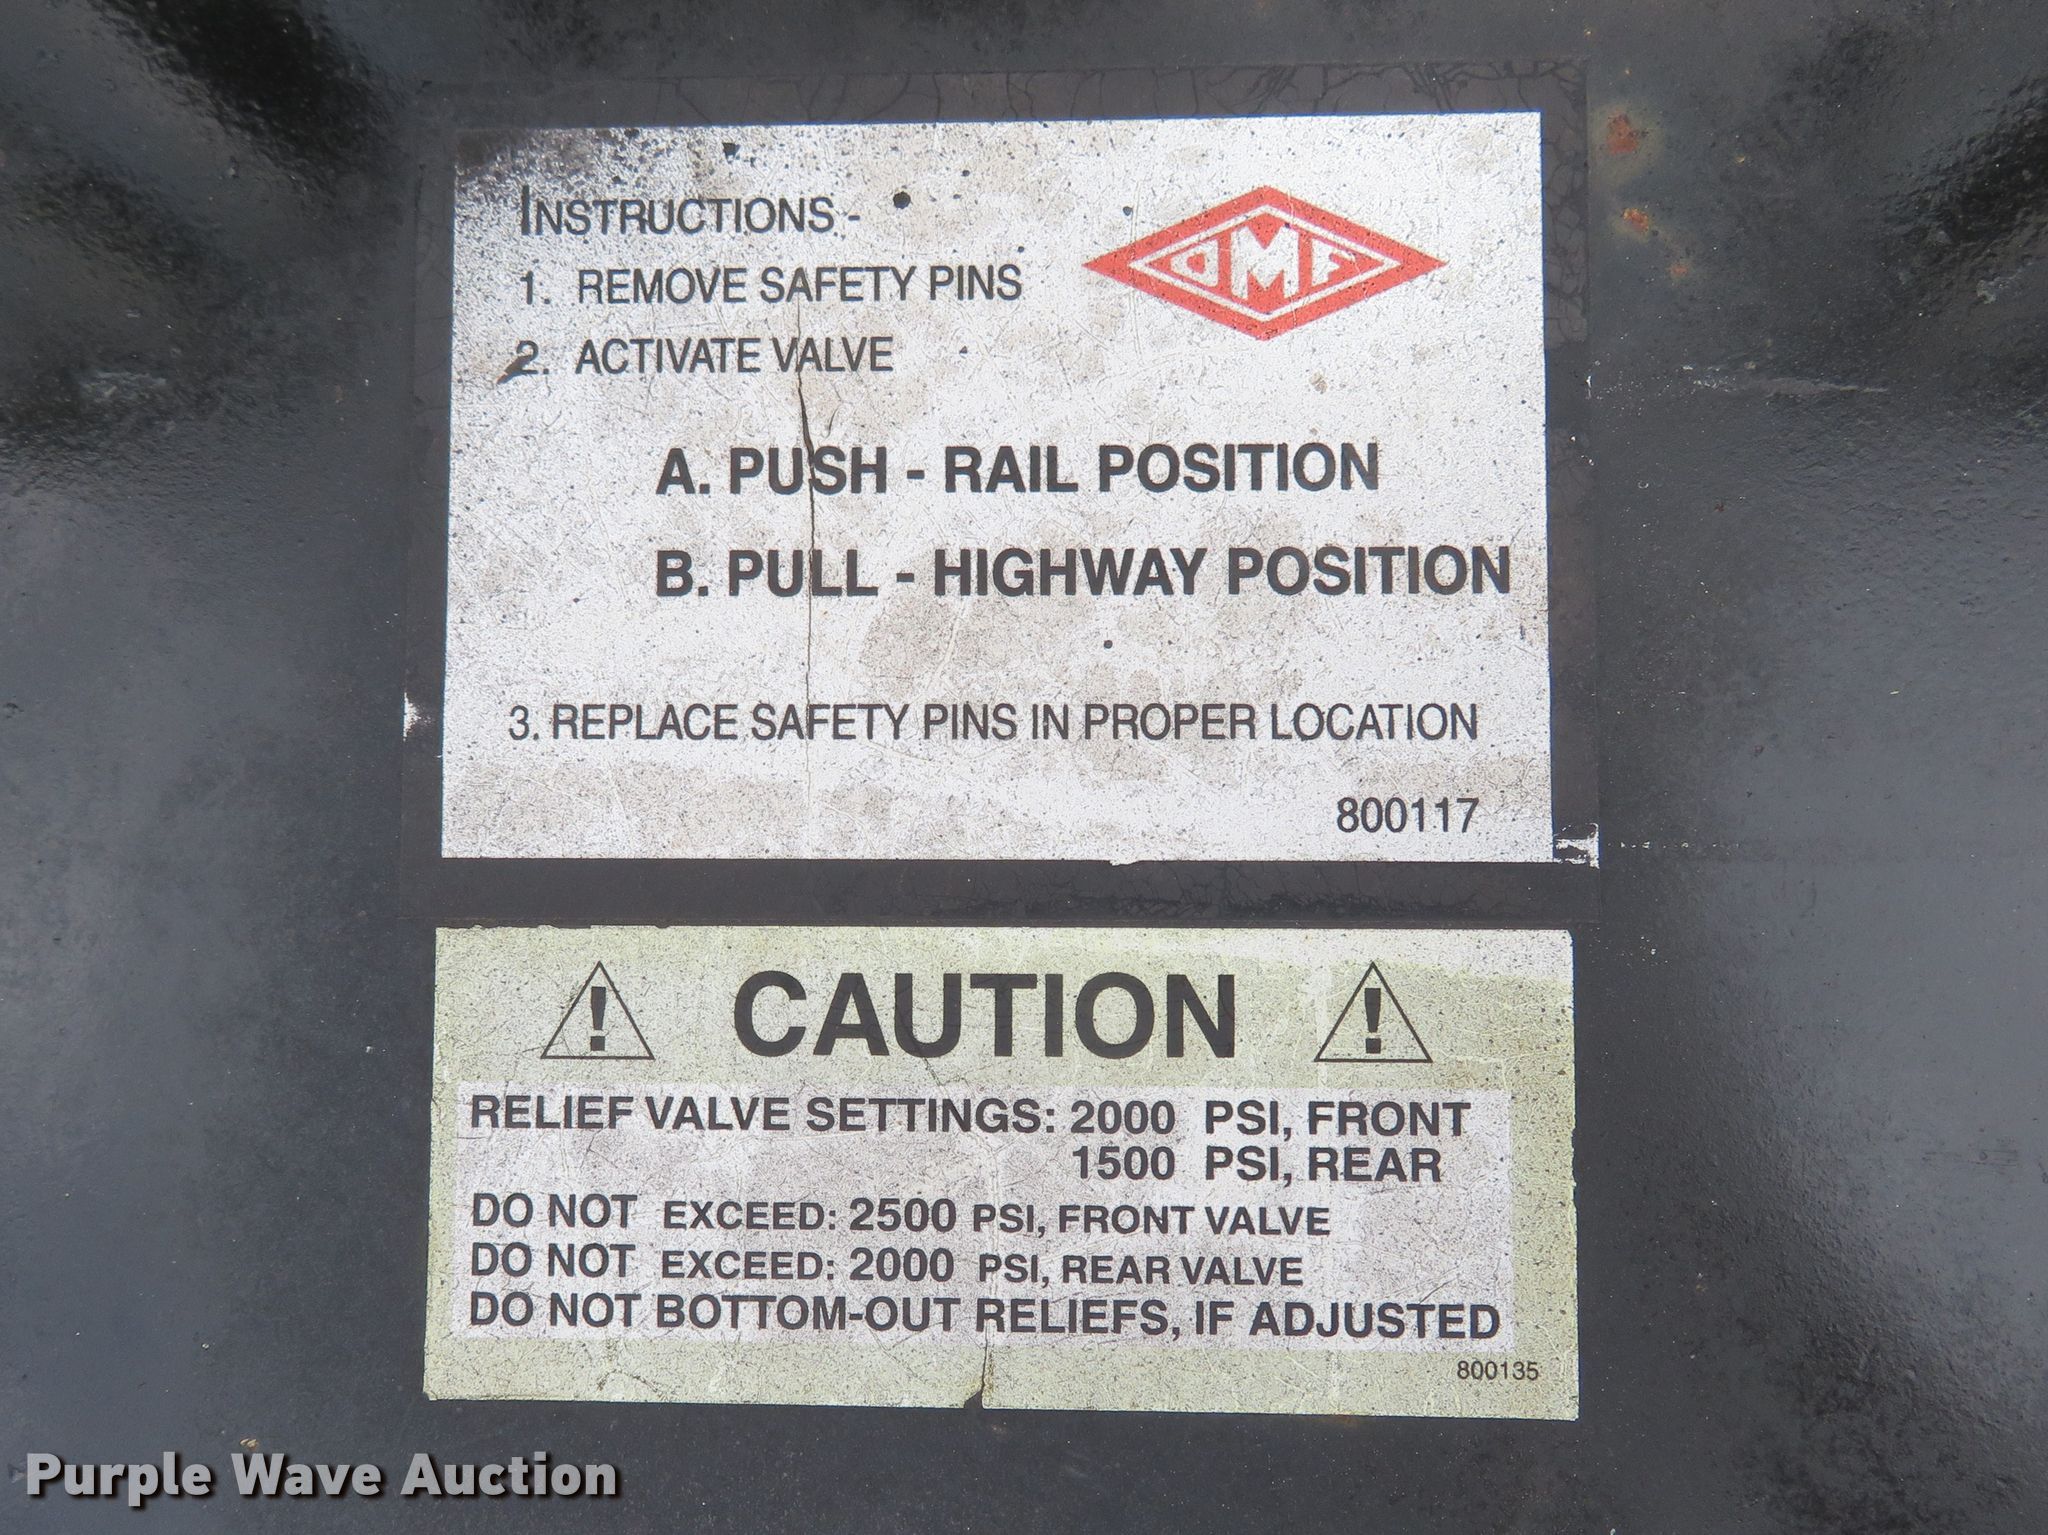 INSTRUCTIONS -
DMF
1. REMOVE SAFETY PINS
2. ACTIVATE VALVE
A. PUSH - RAIL POSITION
B. PULL - HIGHWAY POSITION
3. REPLACE SAFETY PINS IN PROPER LOCATION
800117
! CAUTION !
RELIEF VALVE SETTINGS: 2000 PSI, FRONT
1500 PSI, REAR
DO NOT EXCEED: 2500 PSI, FRONT VALVE
DO NOT EXCEED: 2000 PSI, REAR VALVE
DO NOT BOTTOM-OUT RELIEFS, IF ADJUSTED
800135
Purple Wave Auction